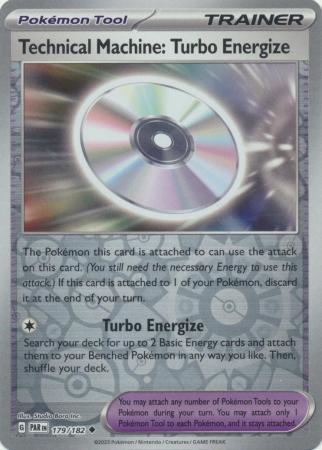 Pokémon Tool
TRAINER
Technical Machine: Turbo Energize
The Pokémon this card is attached to can use the attack
on this card. (You still need the necessary Energy to use this
attack.) If this card is attached to 1 of your Pokémon, discard
it at the end of your turn.
Turbo Energize
Search your deck for up to 2 Basic Energy cards and attach
them to your Benched Pokémon in any way you like. Then,
shuffle your deck.
Illus. Studio Bora Inc.
G PAR EN 179/182
You may attach any number of Pokémon Tools to your
Pokémon during your turn. You may attach only 1
Pokémon Tool to each Pokémon, and it stays attached.
©2023 Pokémon / Nintendo / Creatures / GAME FREAK